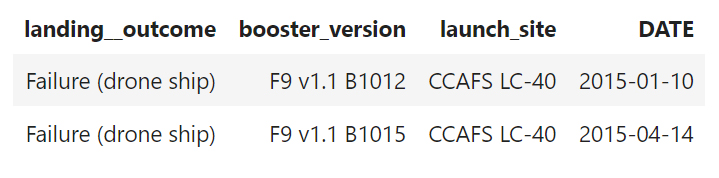 landing__outcome booster_version launch_site DATE
Failure (drone ship) F9 v1.1 B1012 CCAFS LC-40 2015-01-10
Failure (drone ship) F9 v1.1 B1015 CCAFS LC-40 2015-04-14